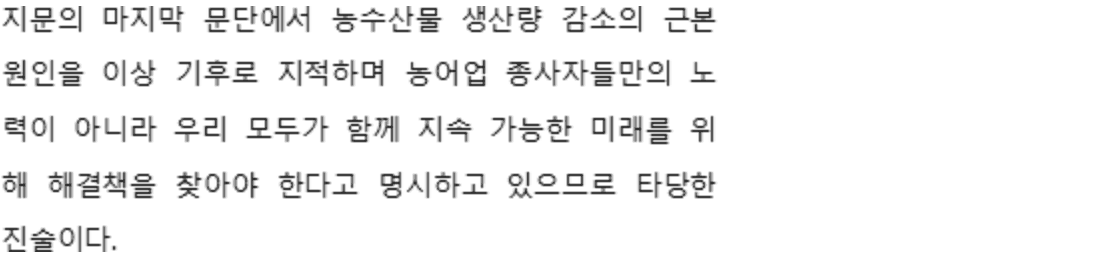 지문의 마지막 문단에서 농수산물 생산량 감소의 근본
원인을 이상 기후로 지적하며 농어업 종사자들만의 노
력이 아니라 우리 모두가 함께 지속 가능한 미래를 위
해 해결책을 찾아야 한다고 명시하고 있으므로 타당한
진술이다.